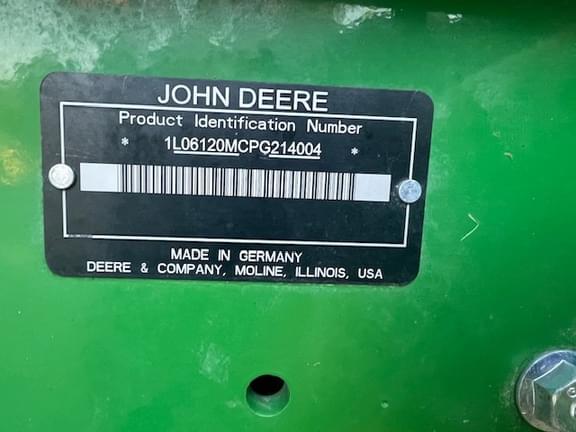 JOHN DEERE
Product Identification Number
* 1L06120MCPG214004 *
MADE IN GERMANY
DEERE & COMPANY, MOLINE, ILLINOIS, USA